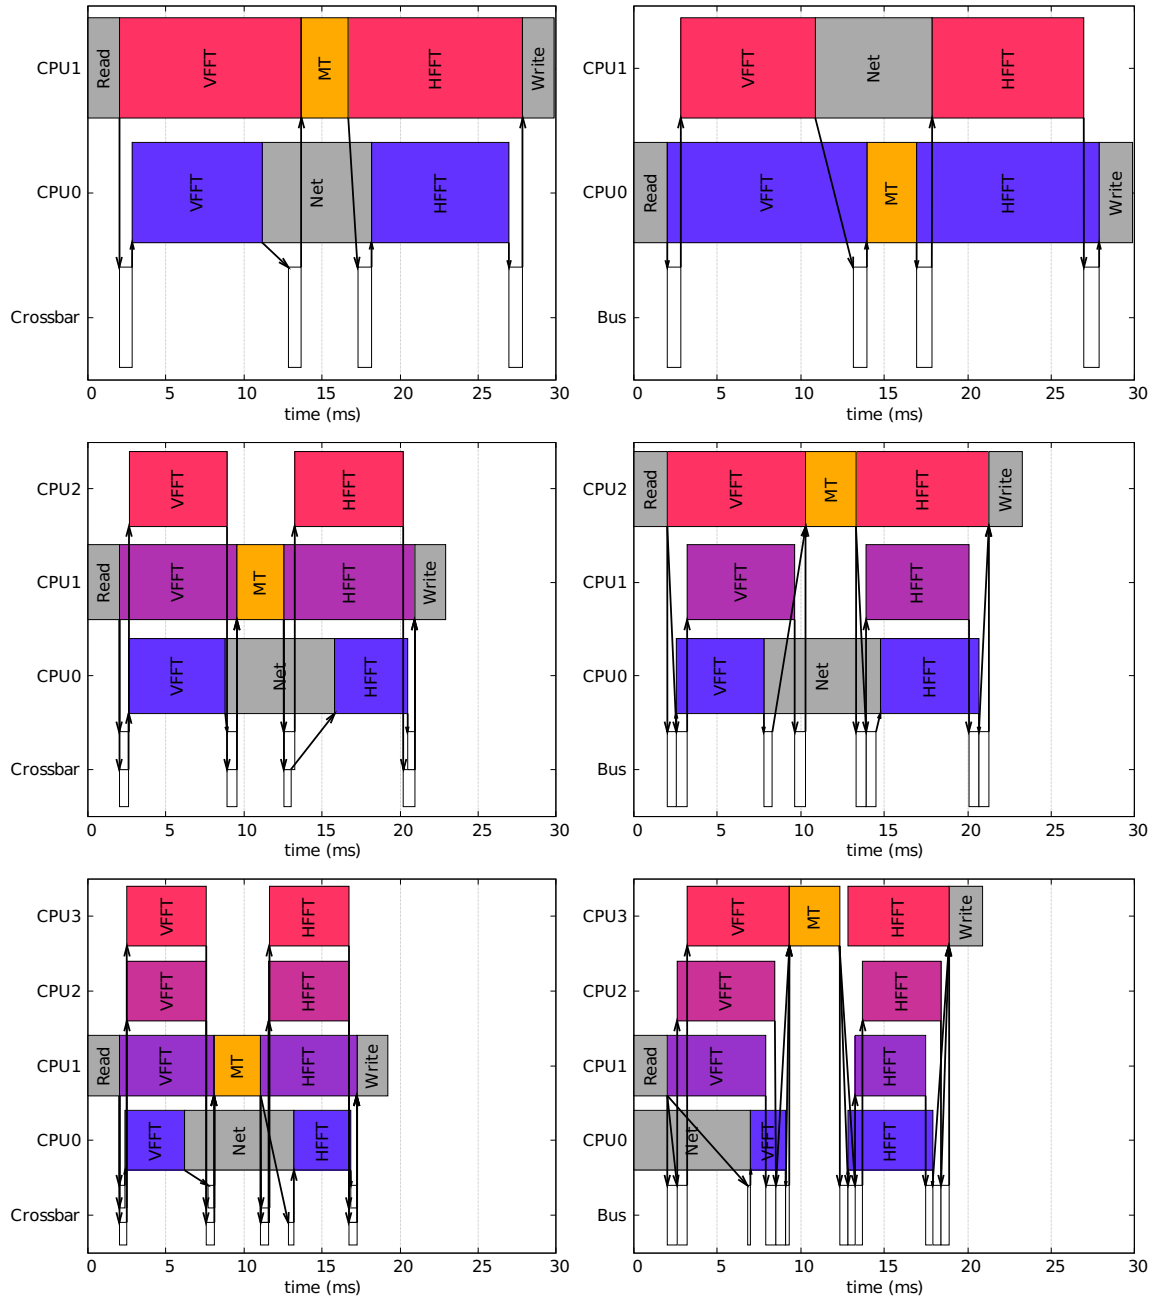 CPU1 Read VFFT MT HFFT Write
CPU0 VFFT Net HFFT
Crossbar
0 5 10 15 20 25 30
time (ms)
CPU1 VFFT Net HFFT
CPU0 Read VFFT MT HFFT Write
Bus
0 5 10 15 20 25 30
time (ms)
CPU2 VFFT HFFT
CPU1 Read VFFT MT HFFT Write
CPU0 VFFT Net HFFT
Crossbar
0 5 10 15 20 25 30
time (ms)
CPU2 Read VFFT MT HFFT Write
CPU1 VFFT HFFT
CPU0 VFFT Net HFFT
Bus
0 5 10 15 20 25 30
time (ms)
CPU3 VFFT HFFT
CPU2 VFFT HFFT
CPU1 Read VFFT MT HFFT Write
CPU0 VFFT Net HFFT
Crossbar
0 5 10 15 20 25 30
time (ms)
CPU3 VFFT MT HFFT Write
CPU2 VFFT HFFT
CPU1 Read VFFT HFFT
CPU0 Net VFFT HFFT
Bus
0 5 10 15 20 25 30
time (ms)